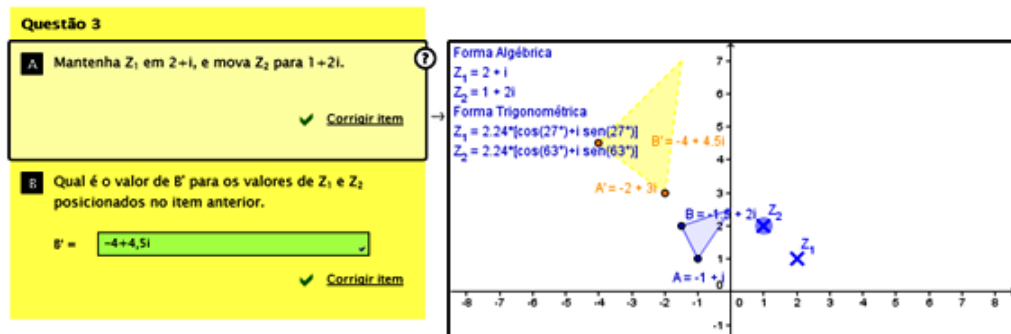 Questão 3
A Mantenha Z₁ em 2+i, e mova Z₂ para 1+2i.
?
Corrigir item
B Qual é o valor de B' para os valores de Z₁ e Z₂
posicionados no item anterior.
B' = -4+4,5i
Corrigir item
→
Forma Algébrica
Z₁ = 2 + i
Z₂ = 1 + 2i
Forma Trigonométrica
Z₁ = 2.24*[cos(27°)+i sen(27°)]
Z₂ = 2.24*[cos(63°)+i sen(63°)]
B' = -4 + 4.5i
A' = -2 + 3i
B = -1.5 + 2i
Z₂
Z₁
A = -1 + i
7
6
5
4
3
2
1
0
-1
-8 -7 -6 -5 -4 -3 -2 -1 0 1 2 3 4 5 6 7 8